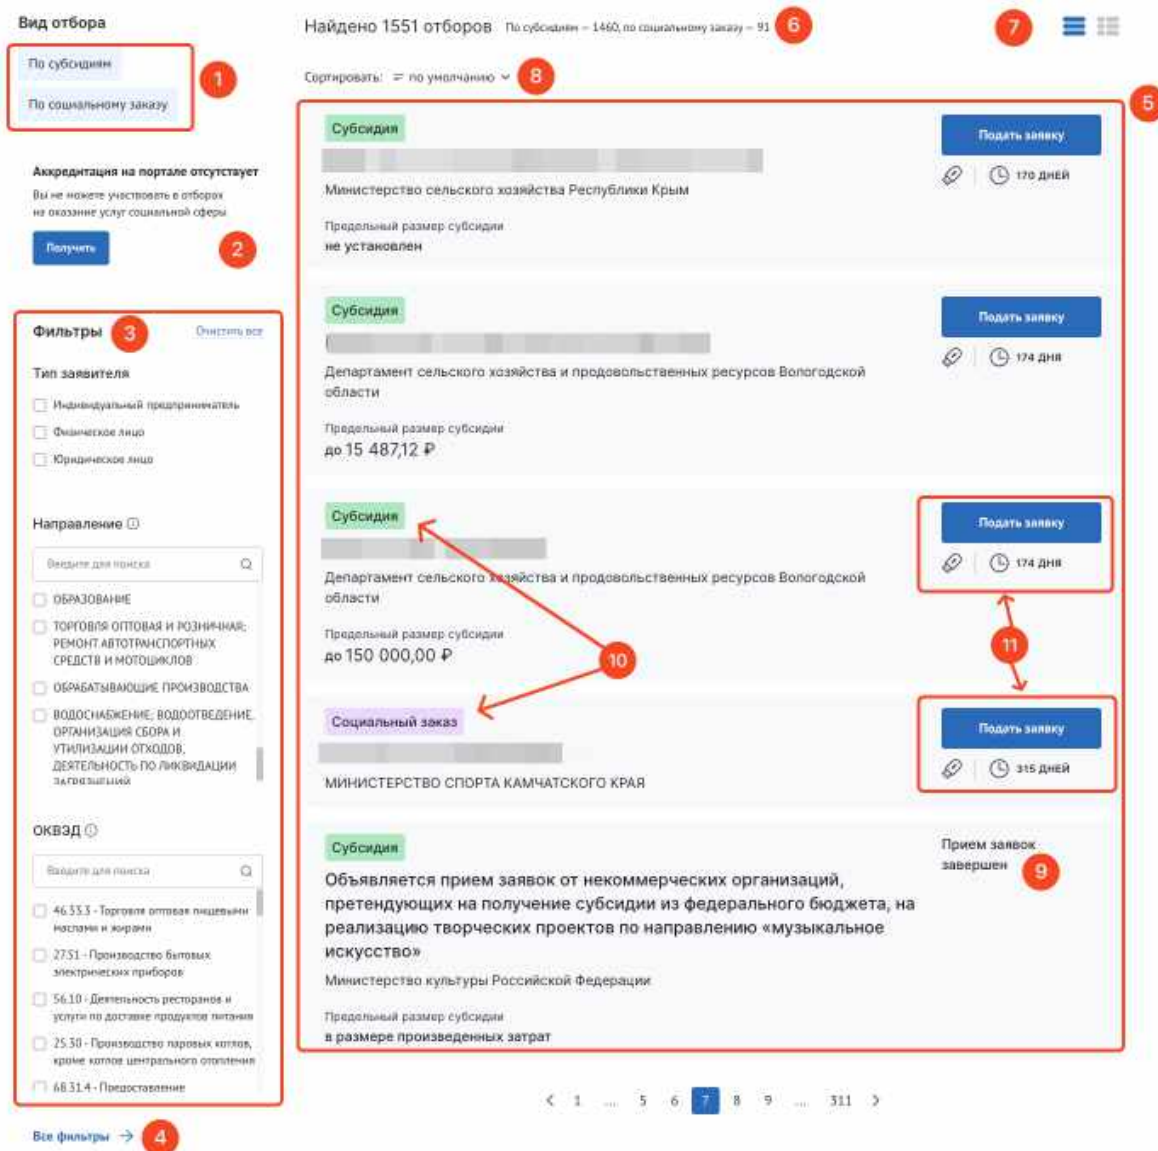 Вид отбора
По субсидиям
По социальному заказу
1
Аккредитация на портале отсутствует
Вы не можете участвовать в отборах
на оказание услуг социальной сферы
Получить
2
Фильтры
3
Очистить все
Тип заявителя
Индивидуальный предприниматель
Физическое лицо
Юридическое лицо
Направление
Введите для поиска
ОБРАЗОВАНИЕ
ТОРГОВЛЯ ОПТОВАЯ И РОЗНИЧНАЯ;
РЕМОНТ АВТОТРАНСПОРТНЫХ
СРЕДСТВ И МОТОЦИКЛОВ
ОБРАБАТЫВАЮЩИЕ ПРОИЗВОДСТВА
ВОДОСНАБЖЕНИЕ; ВОДООТВЕДЕНИЕ,
ОРГАНИЗАЦИЯ СБОРА И
УТИЛИЗАЦИИ ОТХОДОВ,
ДЕЯТЕЛЬНОСТЬ ПО ЛИКВИДАЦИИ
ЗАГРЯЗНЕНИЙ
ОКВЭД
Введите для поиска
46.33.3 - Торговля оптовая пищевыми
маслами и жирами
27.51 - Производство бытовых
электрических приборов
56.10 - Деятельность ресторанов и
услуги по доставке продуктов питания
25.30 - Производство паровых котлов,
кроме котлов центрального отопления
68.31.4 - Предоставление
Все фильтры
4
Найдено 1551 отборов По субсидиям – 1460, по социальному заказу – 91
6
7
Сортировать: по умолчанию
8
5
Субсидия
Подать заявку
170 ДНЕЙ
Министерство сельского хозяйства Республики Крым
Предельный размер субсидии
не установлен
Субсидия
Подать заявку
174 ДНЯ
Департамент сельского хозяйства и продовольственных ресурсов Вологодской
области
Предельный размер субсидии
до 15 487,12 ₽
Субсидия
Подать заявку
174 ДНЯ
Департамент сельского хозяйства и продовольственных ресурсов Вологодской
области
Предельный размер субсидии
до 150 000,00 ₽
10
11
Социальный заказ
Подать заявку
315 ДНЕЙ
МИНИСТЕРСТВО СПОРТА КАМЧАТСКОГО КРАЯ
Субсидия
Прием заявок
завершен
9
Объявляется прием заявок от некоммерческих организаций,
претендующих на получение субсидии из федерального бюджета, на
реализацию творческих проектов по направлению «музыкальное
искусство»
Министерство культуры Российской Федерации
Предельный размер субсидии
в размере произведенных затрат
< 1 ... 5 6 7 8 9 ... 311 >